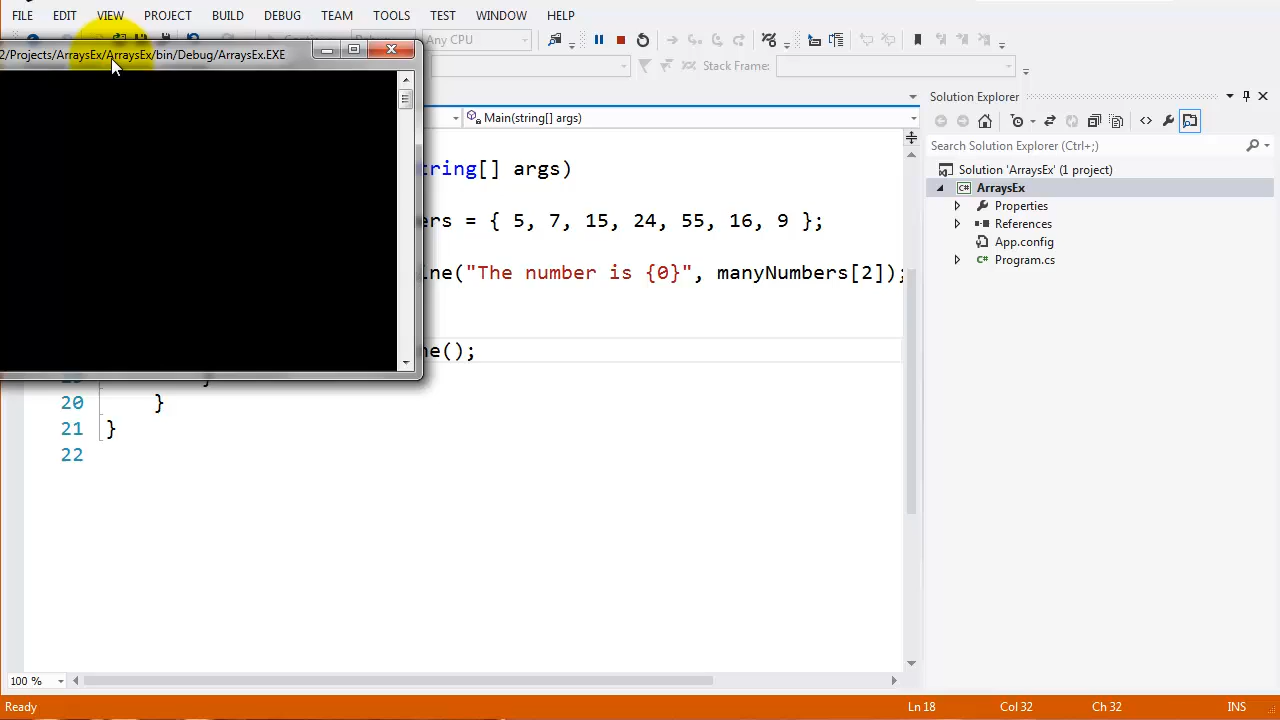 FILE EDIT VIEW PROJECT BUILD DEBUG TEAM TOOLS TEST WINDOW HELP
Any CPU
2/Projects/ArraysEx/ArraysEx/bin/Debug/ArraysEx.EXE
Stack Frame:
Solution Explorer
Main(string[] args)
Search Solution Explorer (Ctrl+;)
tring[] args)
Solution 'ArraysEx' (1 project)
C# ArraysEx
Properties
ers = { 5, 7, 15, 24, 55, 16, 9 };
References
App.config
C# Program.cs
ine("The number is {0}", manyNumbers[2]);
ne();
20 }
21 }
22
100 %
Ready Ln 18 Col 32 Ch 32 INS